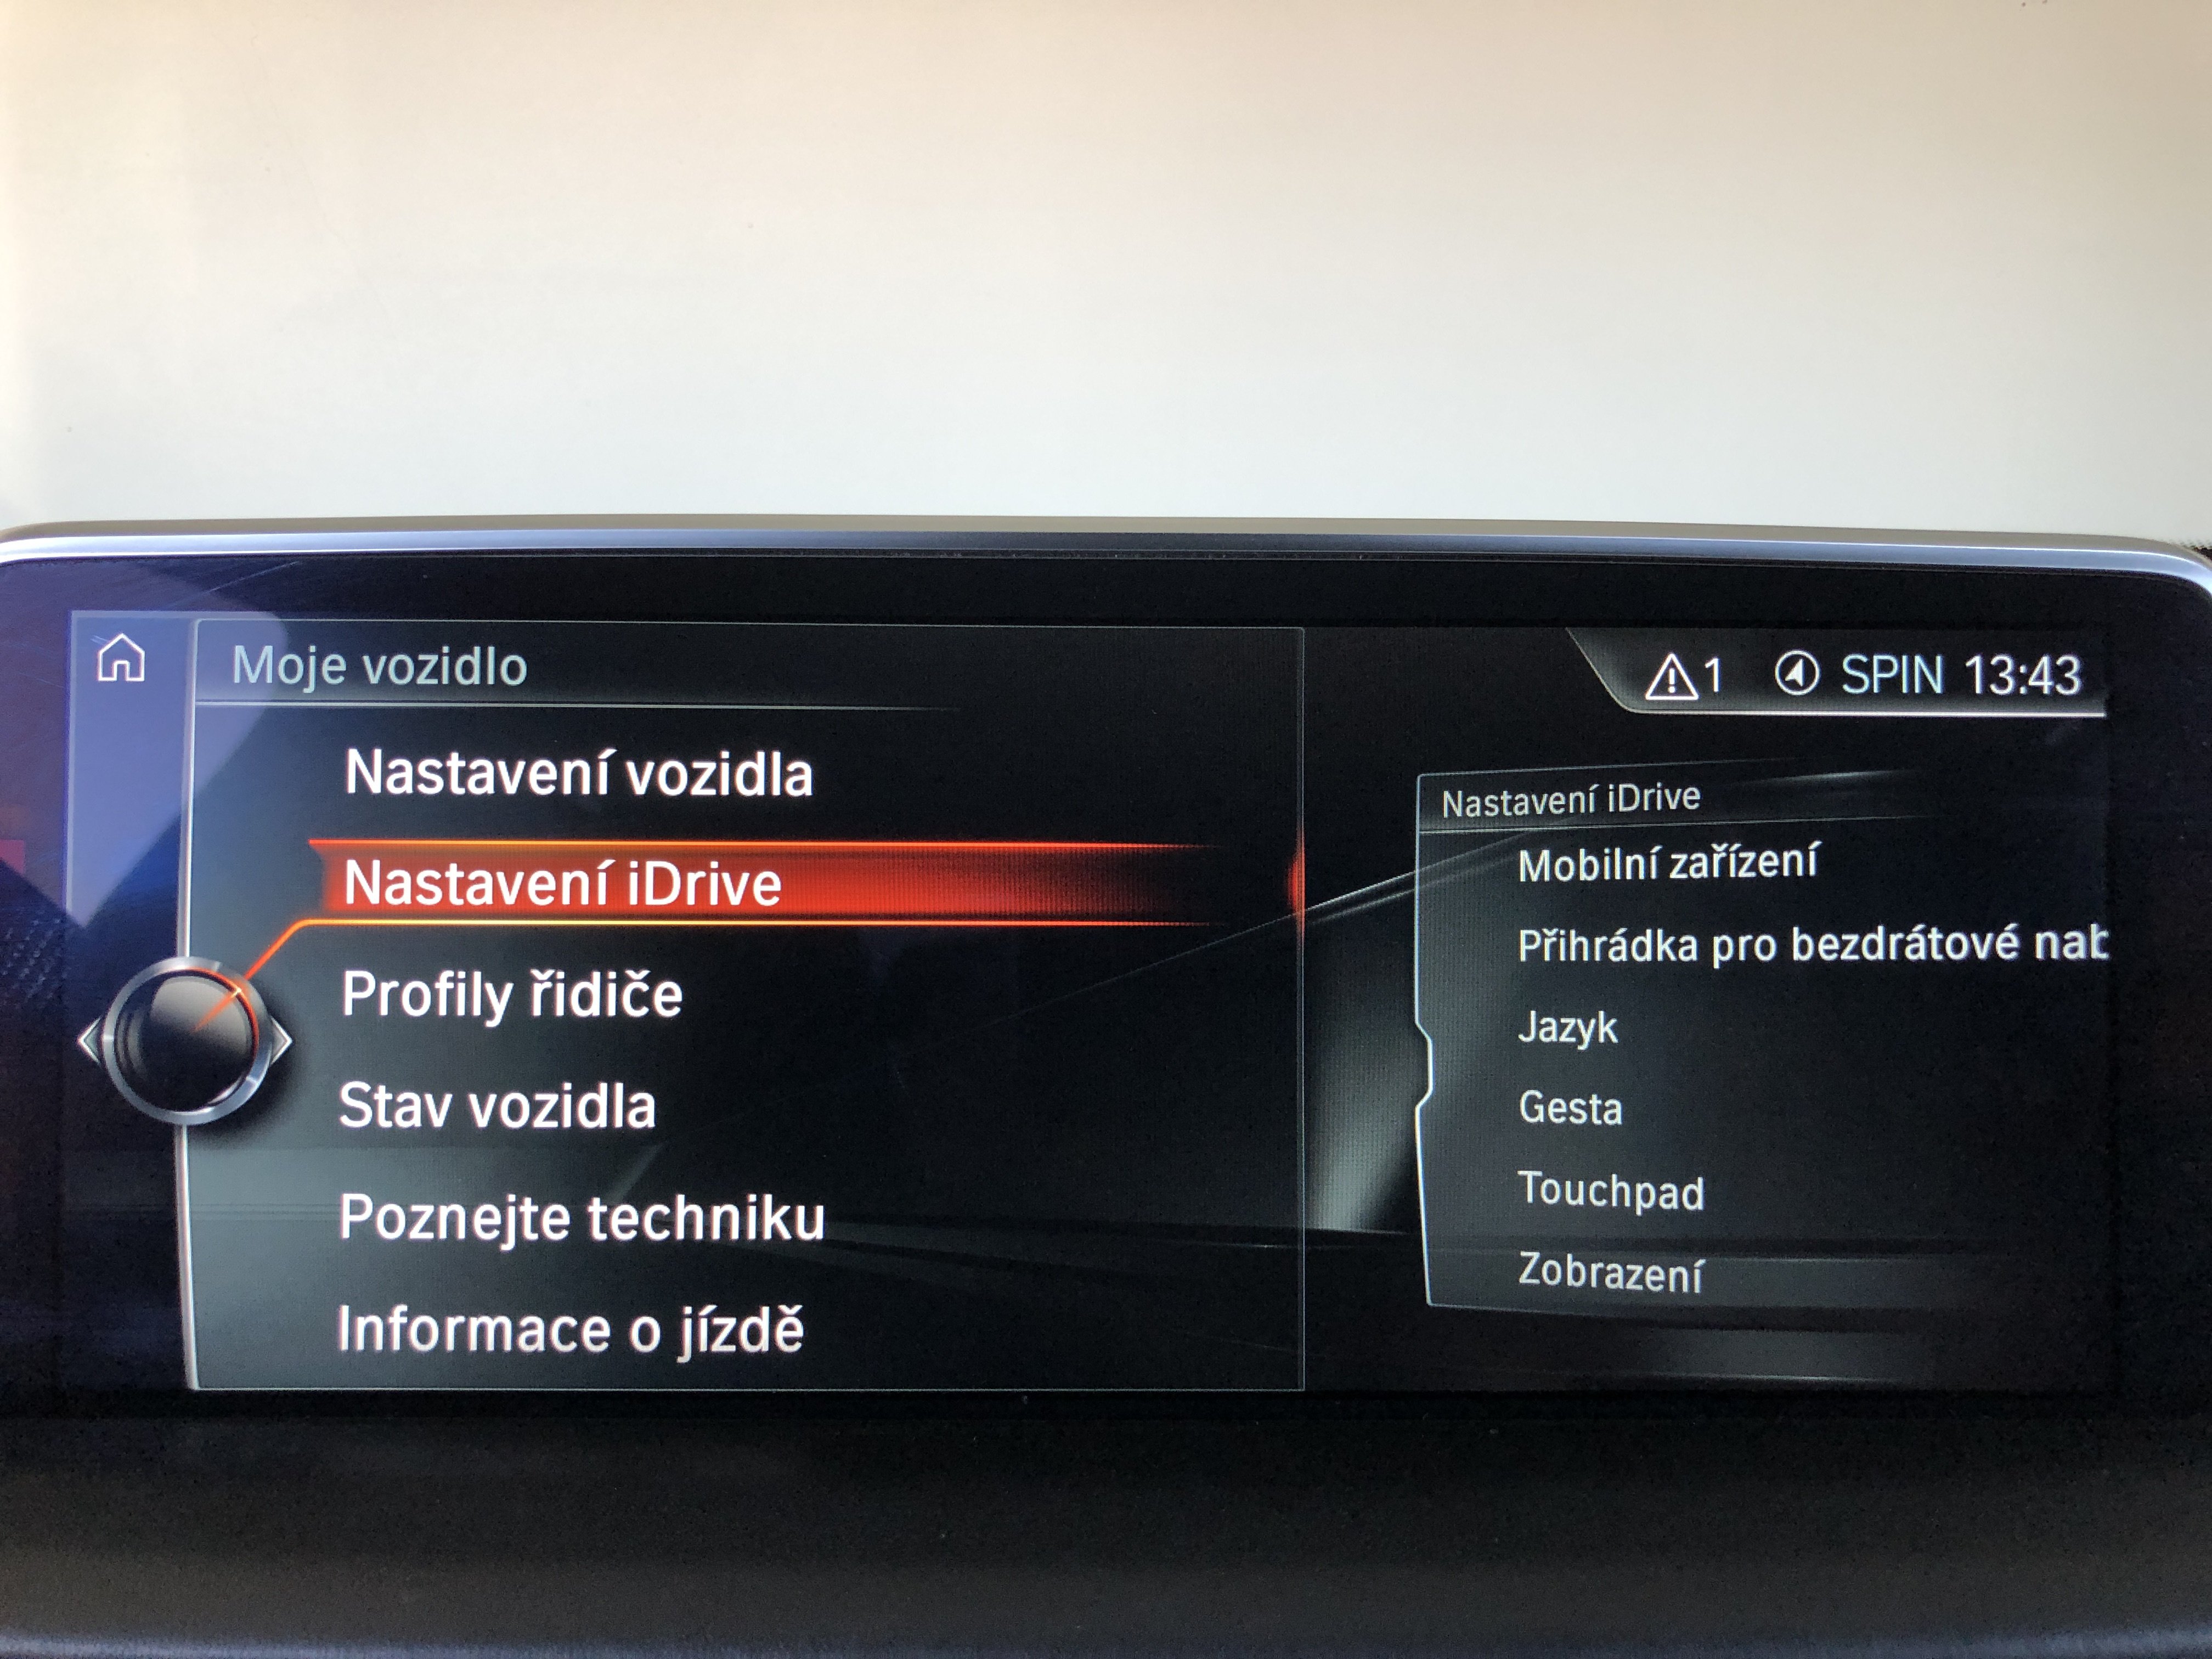 Moje vozidlo
1 SPIN 13:43
Nastavení vozidla
Nastavení iDrive
Profily řidiče
Stav vozidla
Poznejte techniku
Informace o jízdě
Nastavení iDrive
Mobilní zařízení
Přihrádka pro bezdrátové nab
Jazyk
Gesta
Touchpad
Zobrazení